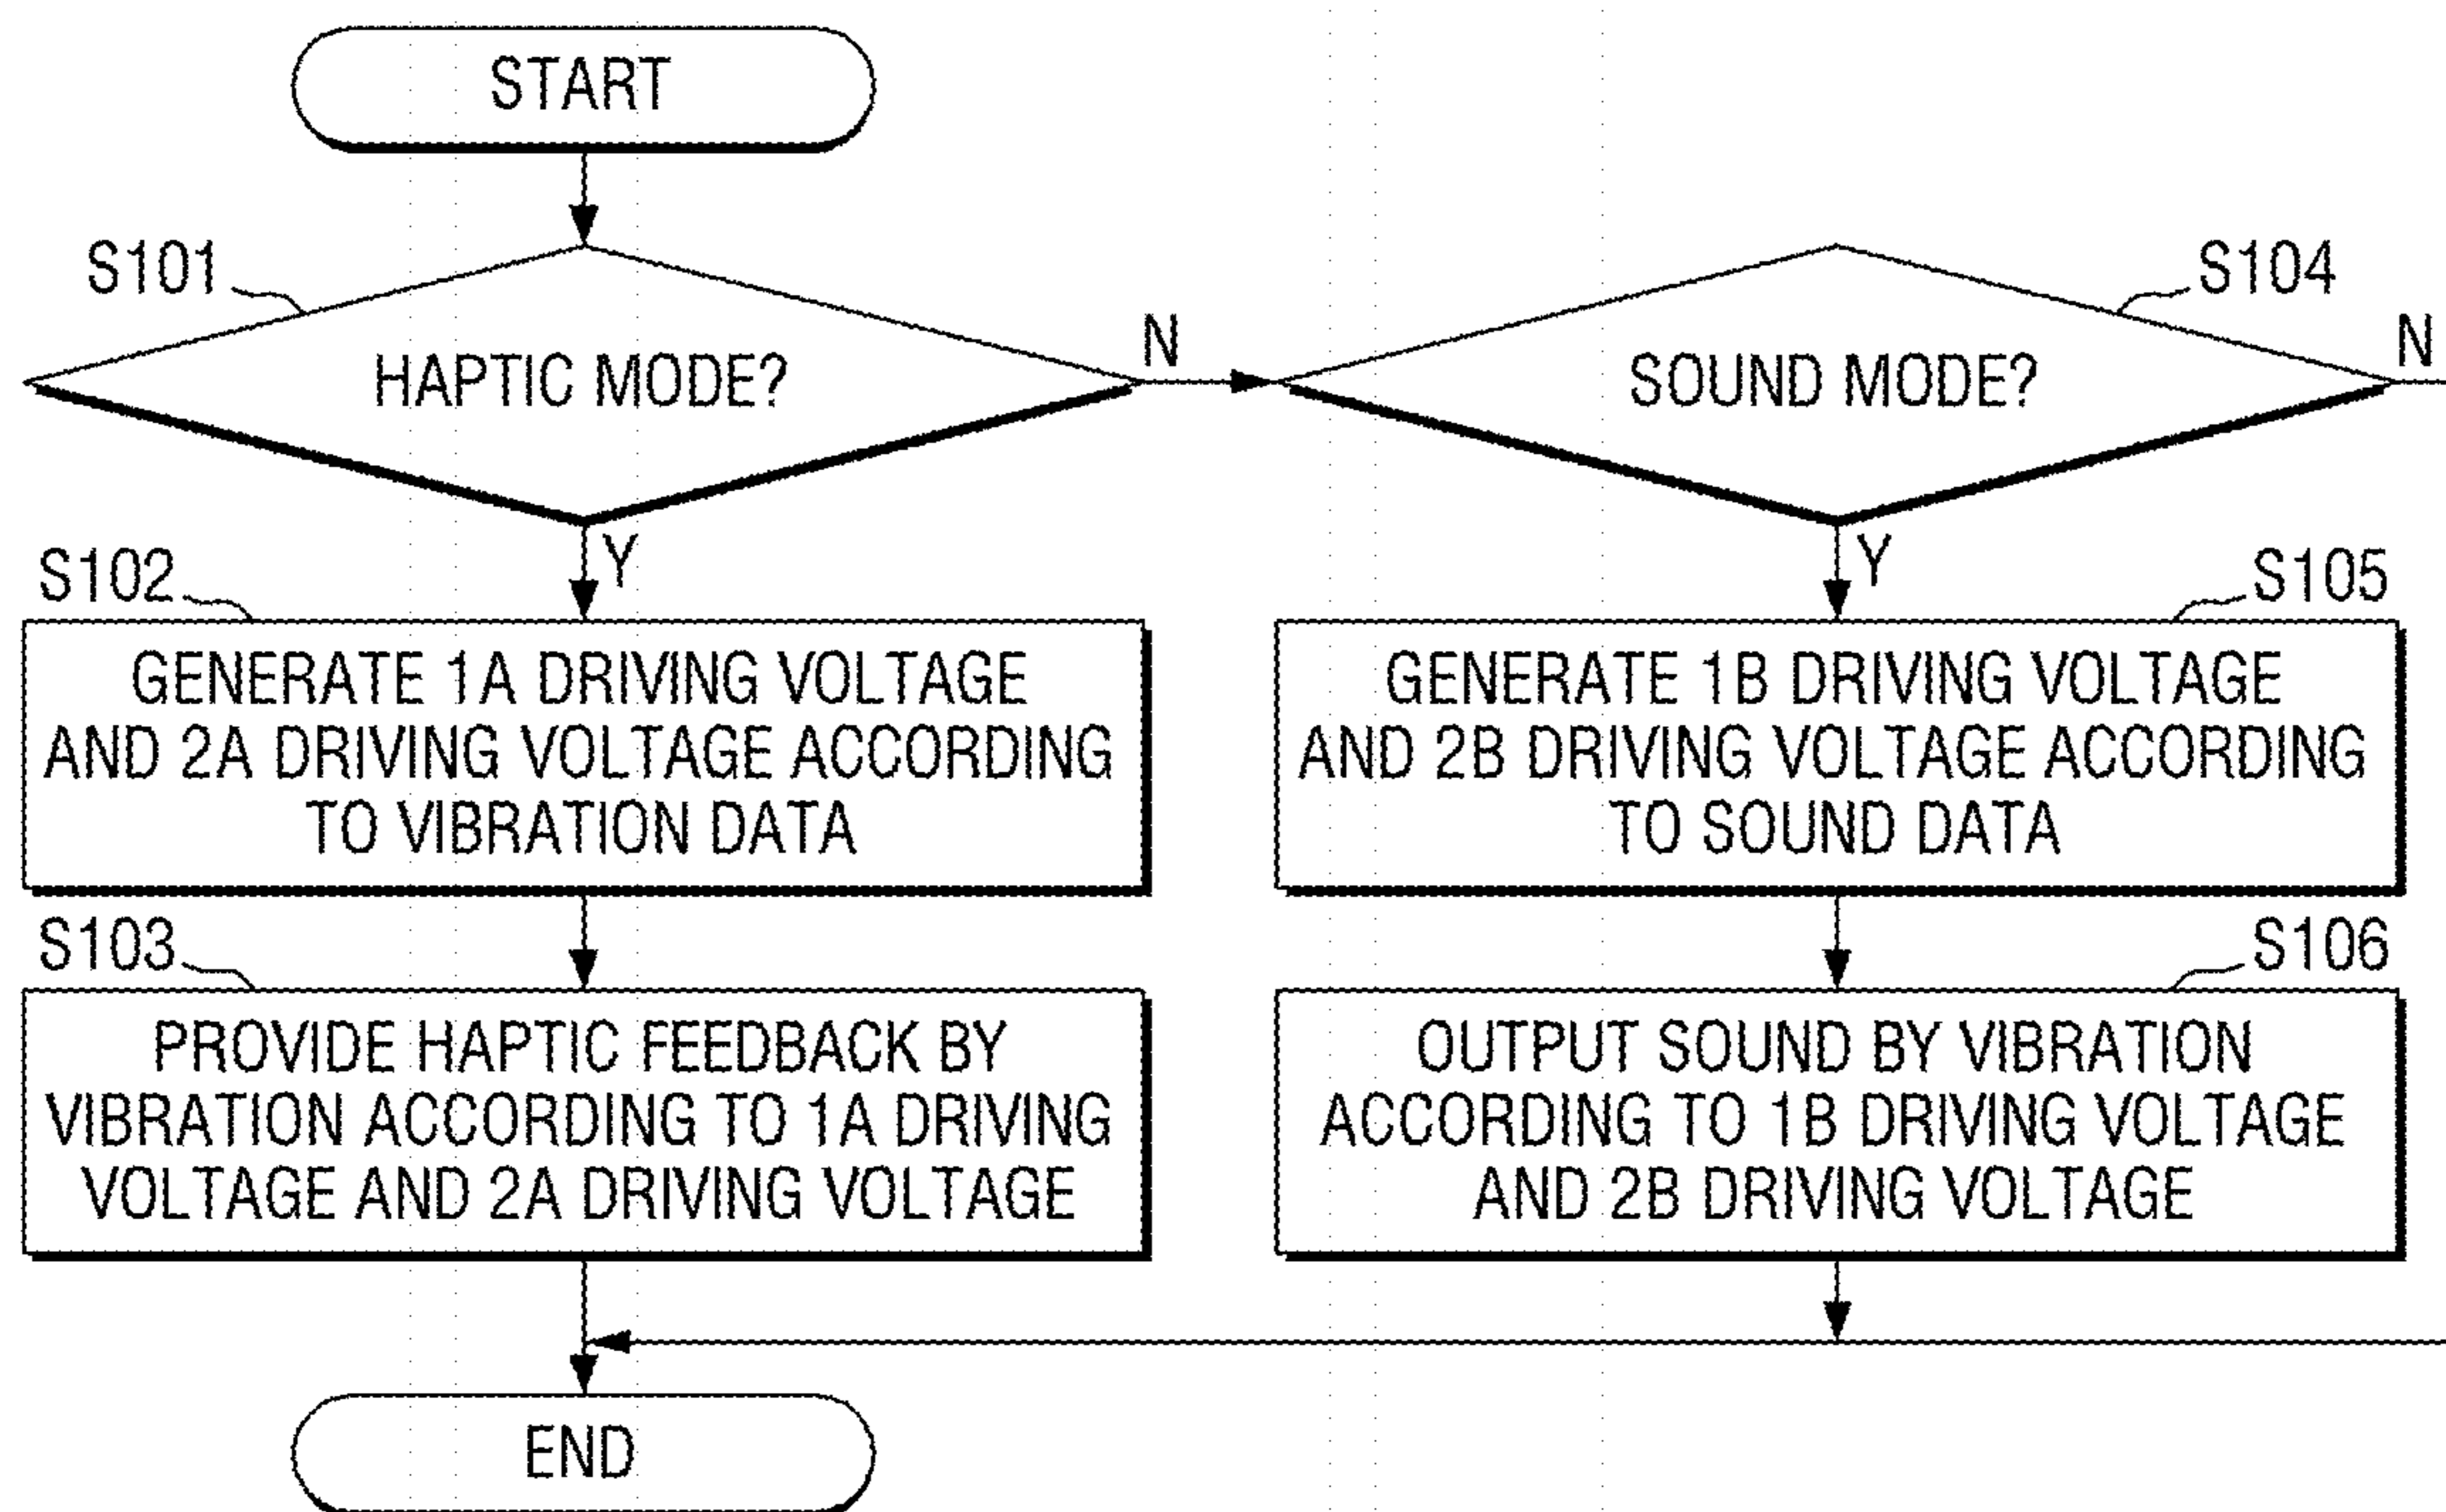 START
S101
HAPTIC MODE?
N
S104
SOUND MODE?
N
Y
S102
GENERATE 1A DRIVING VOLTAGE
AND 2A DRIVING VOLTAGE ACCORDING
TO VIBRATION DATA
Y
S105
GENERATE 1B DRIVING VOLTAGE
AND 2B DRIVING VOLTAGE ACCORDING
TO SOUND DATA
S103
PROVIDE HAPTIC FEEDBACK BY
VIBRATION ACCORDING TO 1A DRIVING
VOLTAGE AND 2A DRIVING VOLTAGE
S106
OUTPUT SOUND BY VIBRATION
ACCORDING TO 1B DRIVING VOLTAGE
AND 2B DRIVING VOLTAGE
END